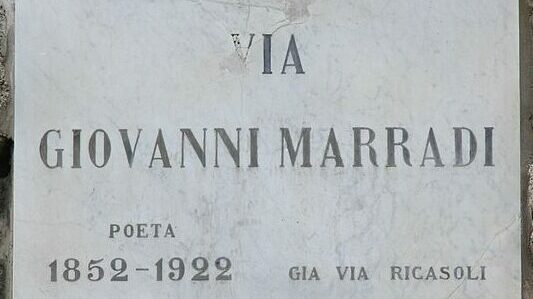 VIA
GIOVANNI MARRADI
POETA
1852-1922 GIA VIA RICASOLI